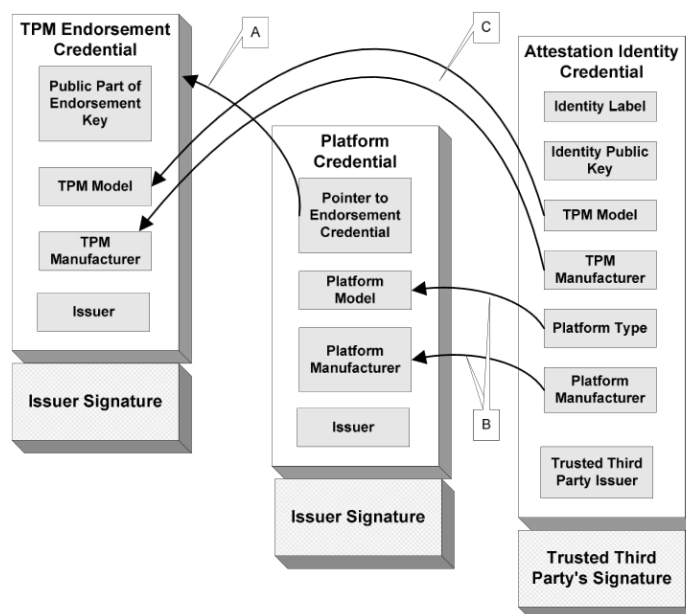 TPM Endorsement
Credential
Public Part of
Endorsement
Key
TPM Model
TPM
Manufacturer
Issuer
Issuer Signature
A
Platform
Credential
Pointer to
Endorsement
Credential
Platform
Model
Platform
Manufacturer
Issuer
Issuer Signature
B
C
Attestation Identity
Credential
Identity Label
Identity Public
Key
TPM Model
TPM
Manufacturer
Platform Type
Platform
Manufacturer
Trusted Third
Party Issuer
Trusted Third
Party's Signature